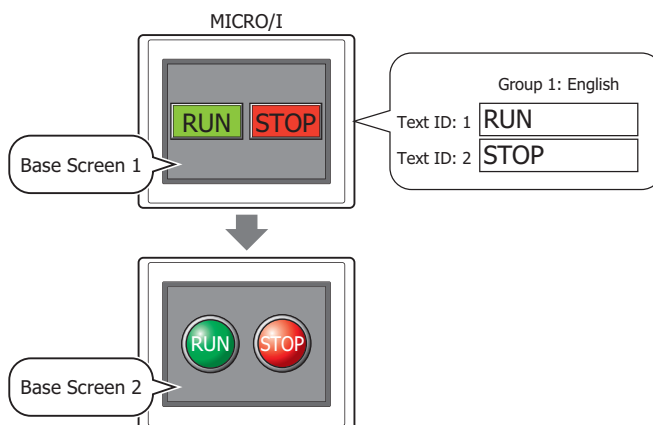 MICRO/I
RUN STOP
Base Screen 1
Group 1: English
Text ID: 1 RUN
Text ID: 2 STOP
RUN STOP
Base Screen 2